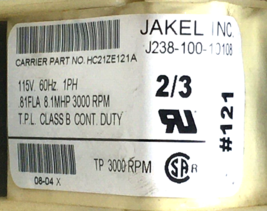 JAKEL INC.
J238-100-10108
CARRIER PART NO. HC21ZE121A
115V 60Hz. 1PH
.81FLA 8.1MHP 3000 RPM
T.P.L CLASS B CONT. DUTY
2/3
#121
TP 3000 RPM
SA
08-04 X